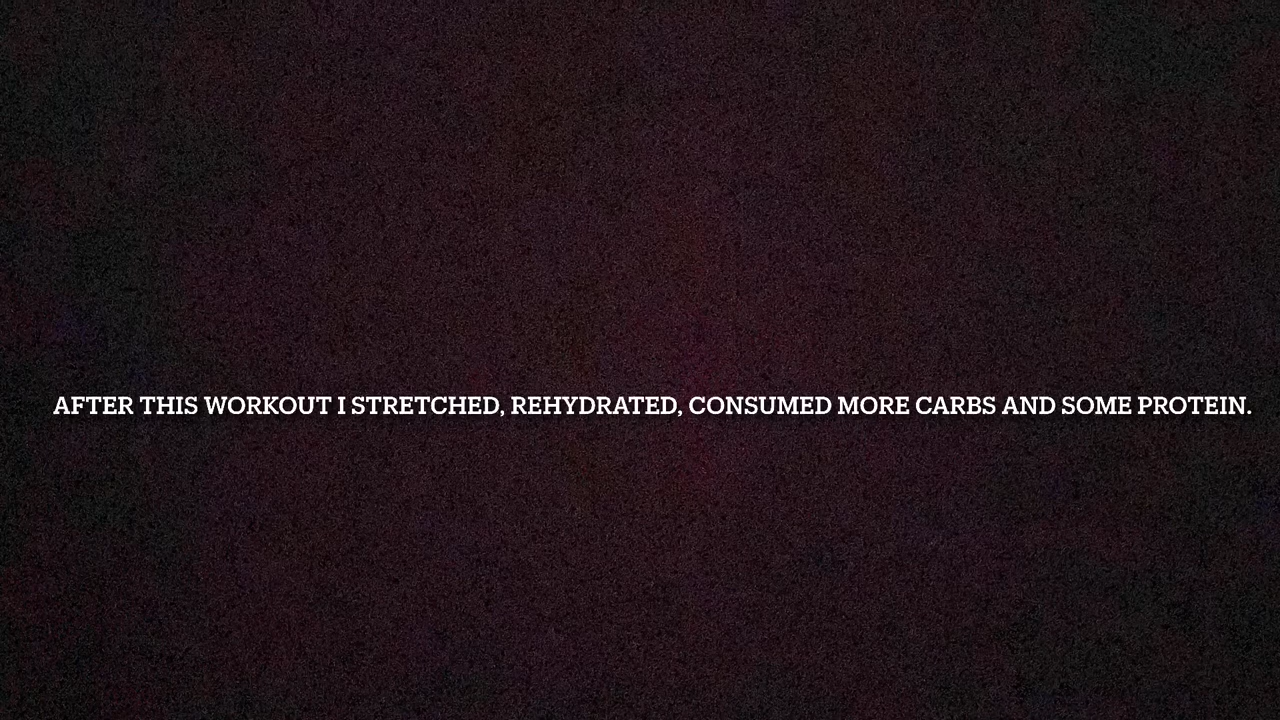 AFTER THIS WORKOUT I STRETCHED, REHYDRATED, CONSUMED MORE CARBS AND SOME PROTEIN.